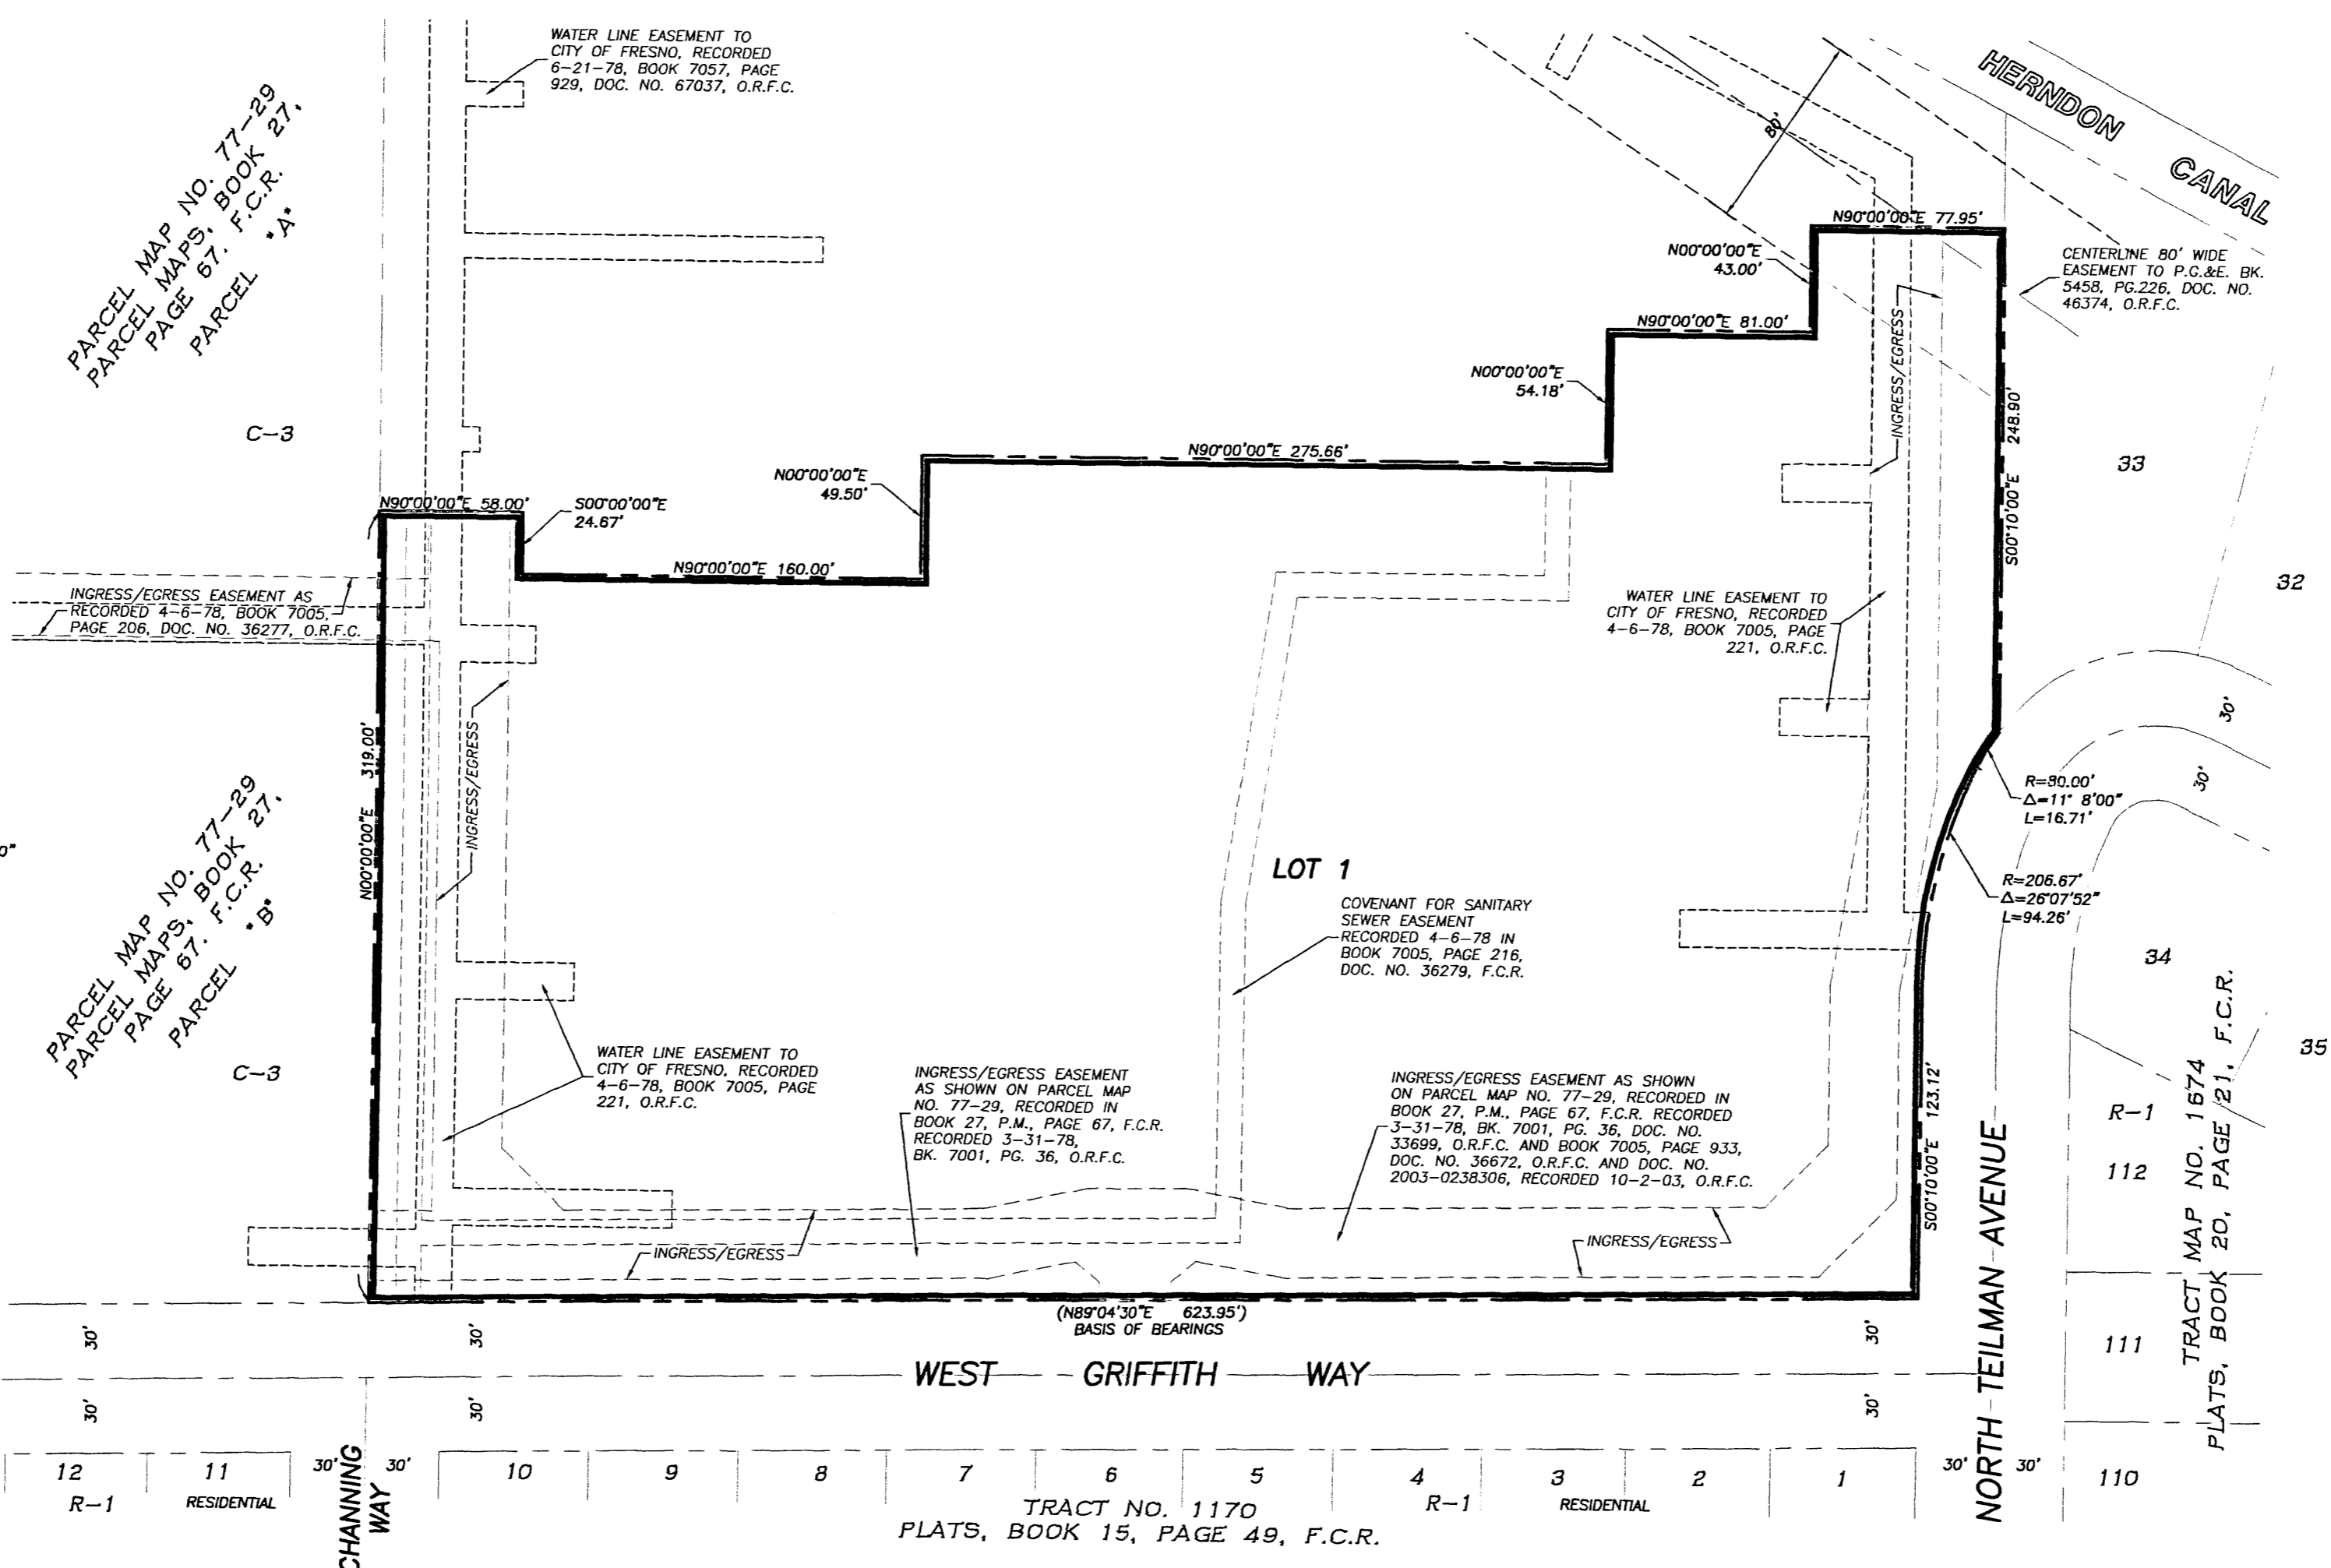 WATER LINE EASEMENT TO
CITY OF FRESNO, RECORDED
6-21-78, BOOK 7057, PAGE
929, DOC. NO. 67037, O.R.F.C.
HERNDON CANAL
80'
PARCEL MAP NO. 77-29
PARCEL MAPS, BOOK 27,
PAGE 67. F.C.R.
PARCEL "A"
C-3
N90°00'00"E 77.95'
N00°00'00"E
43.00'
CENTERLINE 80' WIDE
EASEMENT TO P.G.&E. BK.
5458, PG.226, DOC. NO.
46374, O.R.F.C.
N90°00'00"E 81.00'
N00°00'00"E
54.18'
INGRESS/EGRESS
S00°10'00"E 248.90'
33
32
N90°00'00"E 275.66'
N00°00'00"E
49.50'
N90°00'00"E 58.00'
S00°00'00"E
24.67'
N90°00'00"E 160.00'
INGRESS/EGRESS EASEMENT AS
RECORDED 4-6-78, BOOK 7005,
PAGE 206, DOC. NO. 36277, O.R.F.C.
WATER LINE EASEMENT TO
CITY OF FRESNO, RECORDED
4-6-78, BOOK 7005, PAGE
221, O.R.F.C.
N00°00'00"E 319.00'
INGRESS/EGRESS
30'
30'
R=80.00'
Δ=11° 8'00"
L=16.71'
R=206.67'
Δ=26°07'52"
L=94.26'
0"
PARCEL MAP NO. 77-29
PARCEL MAPS, BOOK 27,
PAGE 67. F.C.R.
PARCEL "B"
C-3
LOT 1
COVENANT FOR SANITARY
SEWER EASEMENT
RECORDED 4-6-78 IN
BOOK 7005, PAGE 216,
DOC. NO. 36279, F.C.R.
34
35
WATER LINE EASEMENT TO
CITY OF FRESNO, RECORDED
4-6-78, BOOK 7005, PAGE
221, O.R.F.C.
INGRESS/EGRESS EASEMENT
AS SHOWN ON PARCEL MAP
NO. 77-29, RECORDED IN
BOOK 27, P.M., PAGE 67, F.C.R.
RECORDED 3-31-78,
BK. 7001, PG. 36, O.R.F.C.
INGRESS/EGRESS EASEMENT AS SHOWN
ON PARCEL MAP NO. 77-29, RECORDED IN
BOOK 27, P.M., PAGE 67, F.C.R. RECORDED
3-31-78, BK. 7001, PG. 36, DOC. NO.
33699, O.R.F.C. AND BOOK 7005, PAGE 933,
DOC. NO. 36672, O.R.F.C. AND DOC. NO.
2003-0238306, RECORDED 10-2-03, O.R.F.C.
S00°10'00"E 123.12'
NORTH TEILMAN AVENUE
R-1
112
111
110
TRACT MAP NO. 1674
PLATS, BOOK 20, PAGE 21, F.C.R.
INGRESS/EGRESS
INGRESS/EGRESS
(N89°04'30"E 623.95')
BASIS OF BEARINGS
30'
30'
30'
WEST GRIFFITH WAY
30'
30'
30'
CHANNING
WAY
12
11
30'
30'
10
9
8
7
6
5
4
3
2
1
30'
30'
R-1
RESIDENTIAL
R-1
RESIDENTIAL
TRACT NO. 1170
PLATS, BOOK 15, PAGE 49, F.C.R.